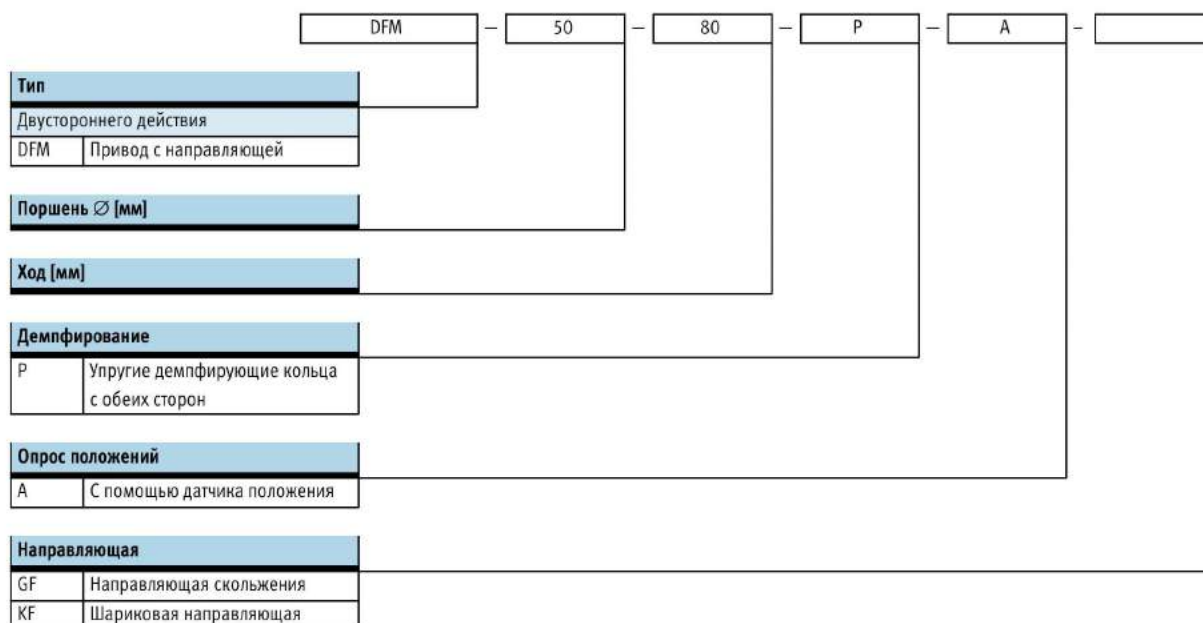 DFM – 50 – 80 – P – A –
Тип
Двустороннего действия
DFM Привод с направляющей
Поршень ∅ [мм]
Ход [мм]
Демпфирование
P Упругие демпфирующие кольца
с обеих сторон
Опрос положений
A С помощью датчика положения
Направляющая
GF Направляющая скольжения
KF Шариковая направляющая